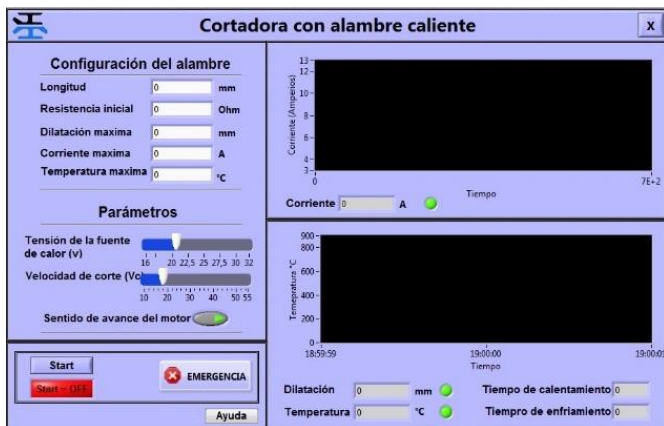 Cortadora con alambre caliente
X
Configuración del alambre
Longitud 0 mm
Resistencia inicial 0 Ohm
Dilatación maxima 0 mm
Corriente maxima 0 A
Temperatura maxima 0 °C
Parámetros
Tensión de la fuente
de calor (v)
16 20 22,5 25 27,5 30 32
Velocidad de corte (Vc)
10 20 30 40 50 55
Sentido de avance del motor
Start
Start - OFF
EMERGENCIA
Ayuda
Corriente (Amperios)
13
12
10
8
6
4
3
0 7E+2
Tiempo
Corriente 0 A
Temepratura °C
900
800
600
400
200
0
18:59:59 19:00:00 19:00:01
Tiempo
Dilatación 0 mm Tiempo de calentamiento 0
Temperatura 0 °C Tiempro de enfriamiento 0